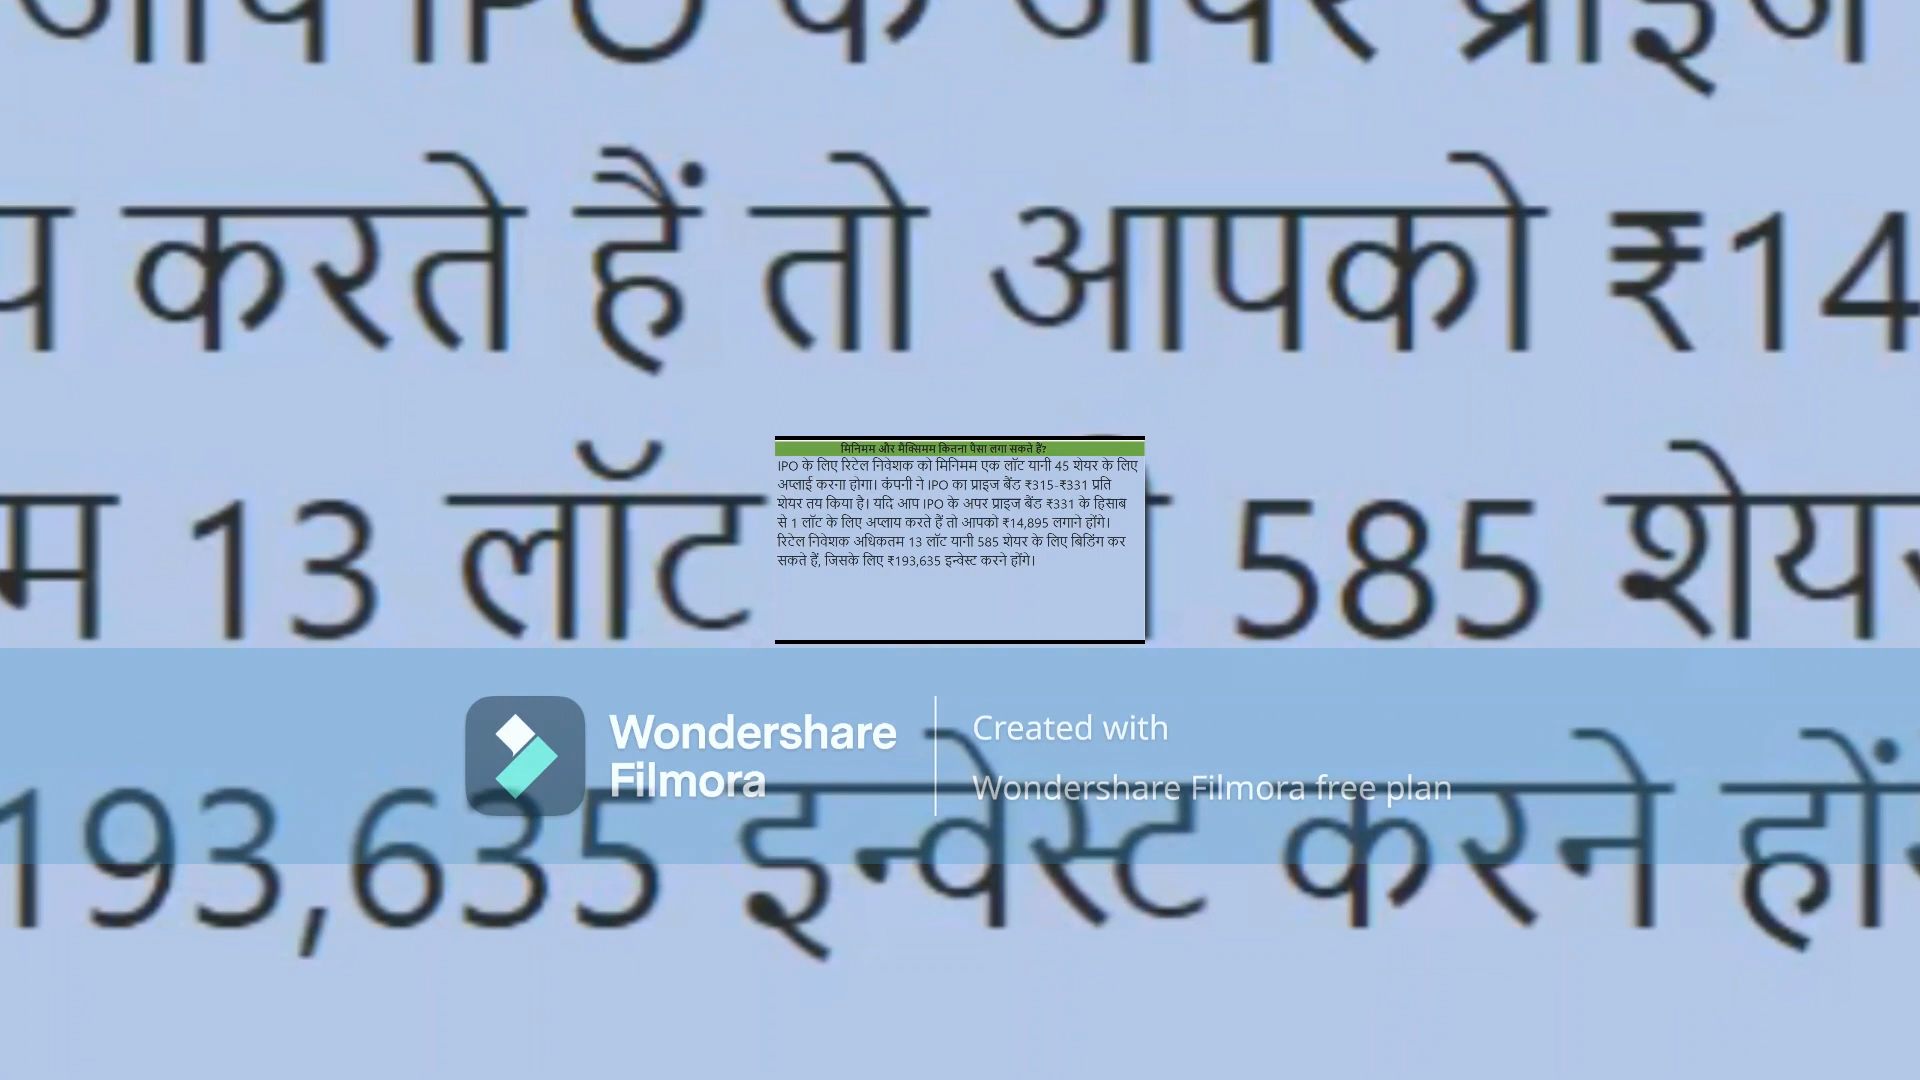 आप IPO के अपर प्राइज
य करते हैं तो आपको ₹14
मिनिमम और मैक्सिमम कितना पैसा लगा सकते हैं?
IPO के लिए रिटेल निवेशक को मिनिमम एक लॉट यानी 45 शेयर के लिए
अप्लाई करना होगा। कंपनी ने IPO का प्राइज बैंड ₹315-₹331 प्रति
शेयर तय किया है। यदि आप IPO के अपर प्राइज बैंड ₹331 के हिसाब
से 1 लॉट के लिए अप्लाय करते हैं तो आपको ₹14,895 लगाने होंगे।
रिटेल निवेशक अधिकतम 13 लॉट यानी 585 शेयर के लिए बिडिंग कर
सकते हैं, जिसके लिए ₹193,635 इन्वेस्ट करने होंगे।
म 13 लॉट 585 शेयर
Wondershare
Filmora
Created with
Wondershare Filmora free plan
193,635 इन्वेस्ट करने हों